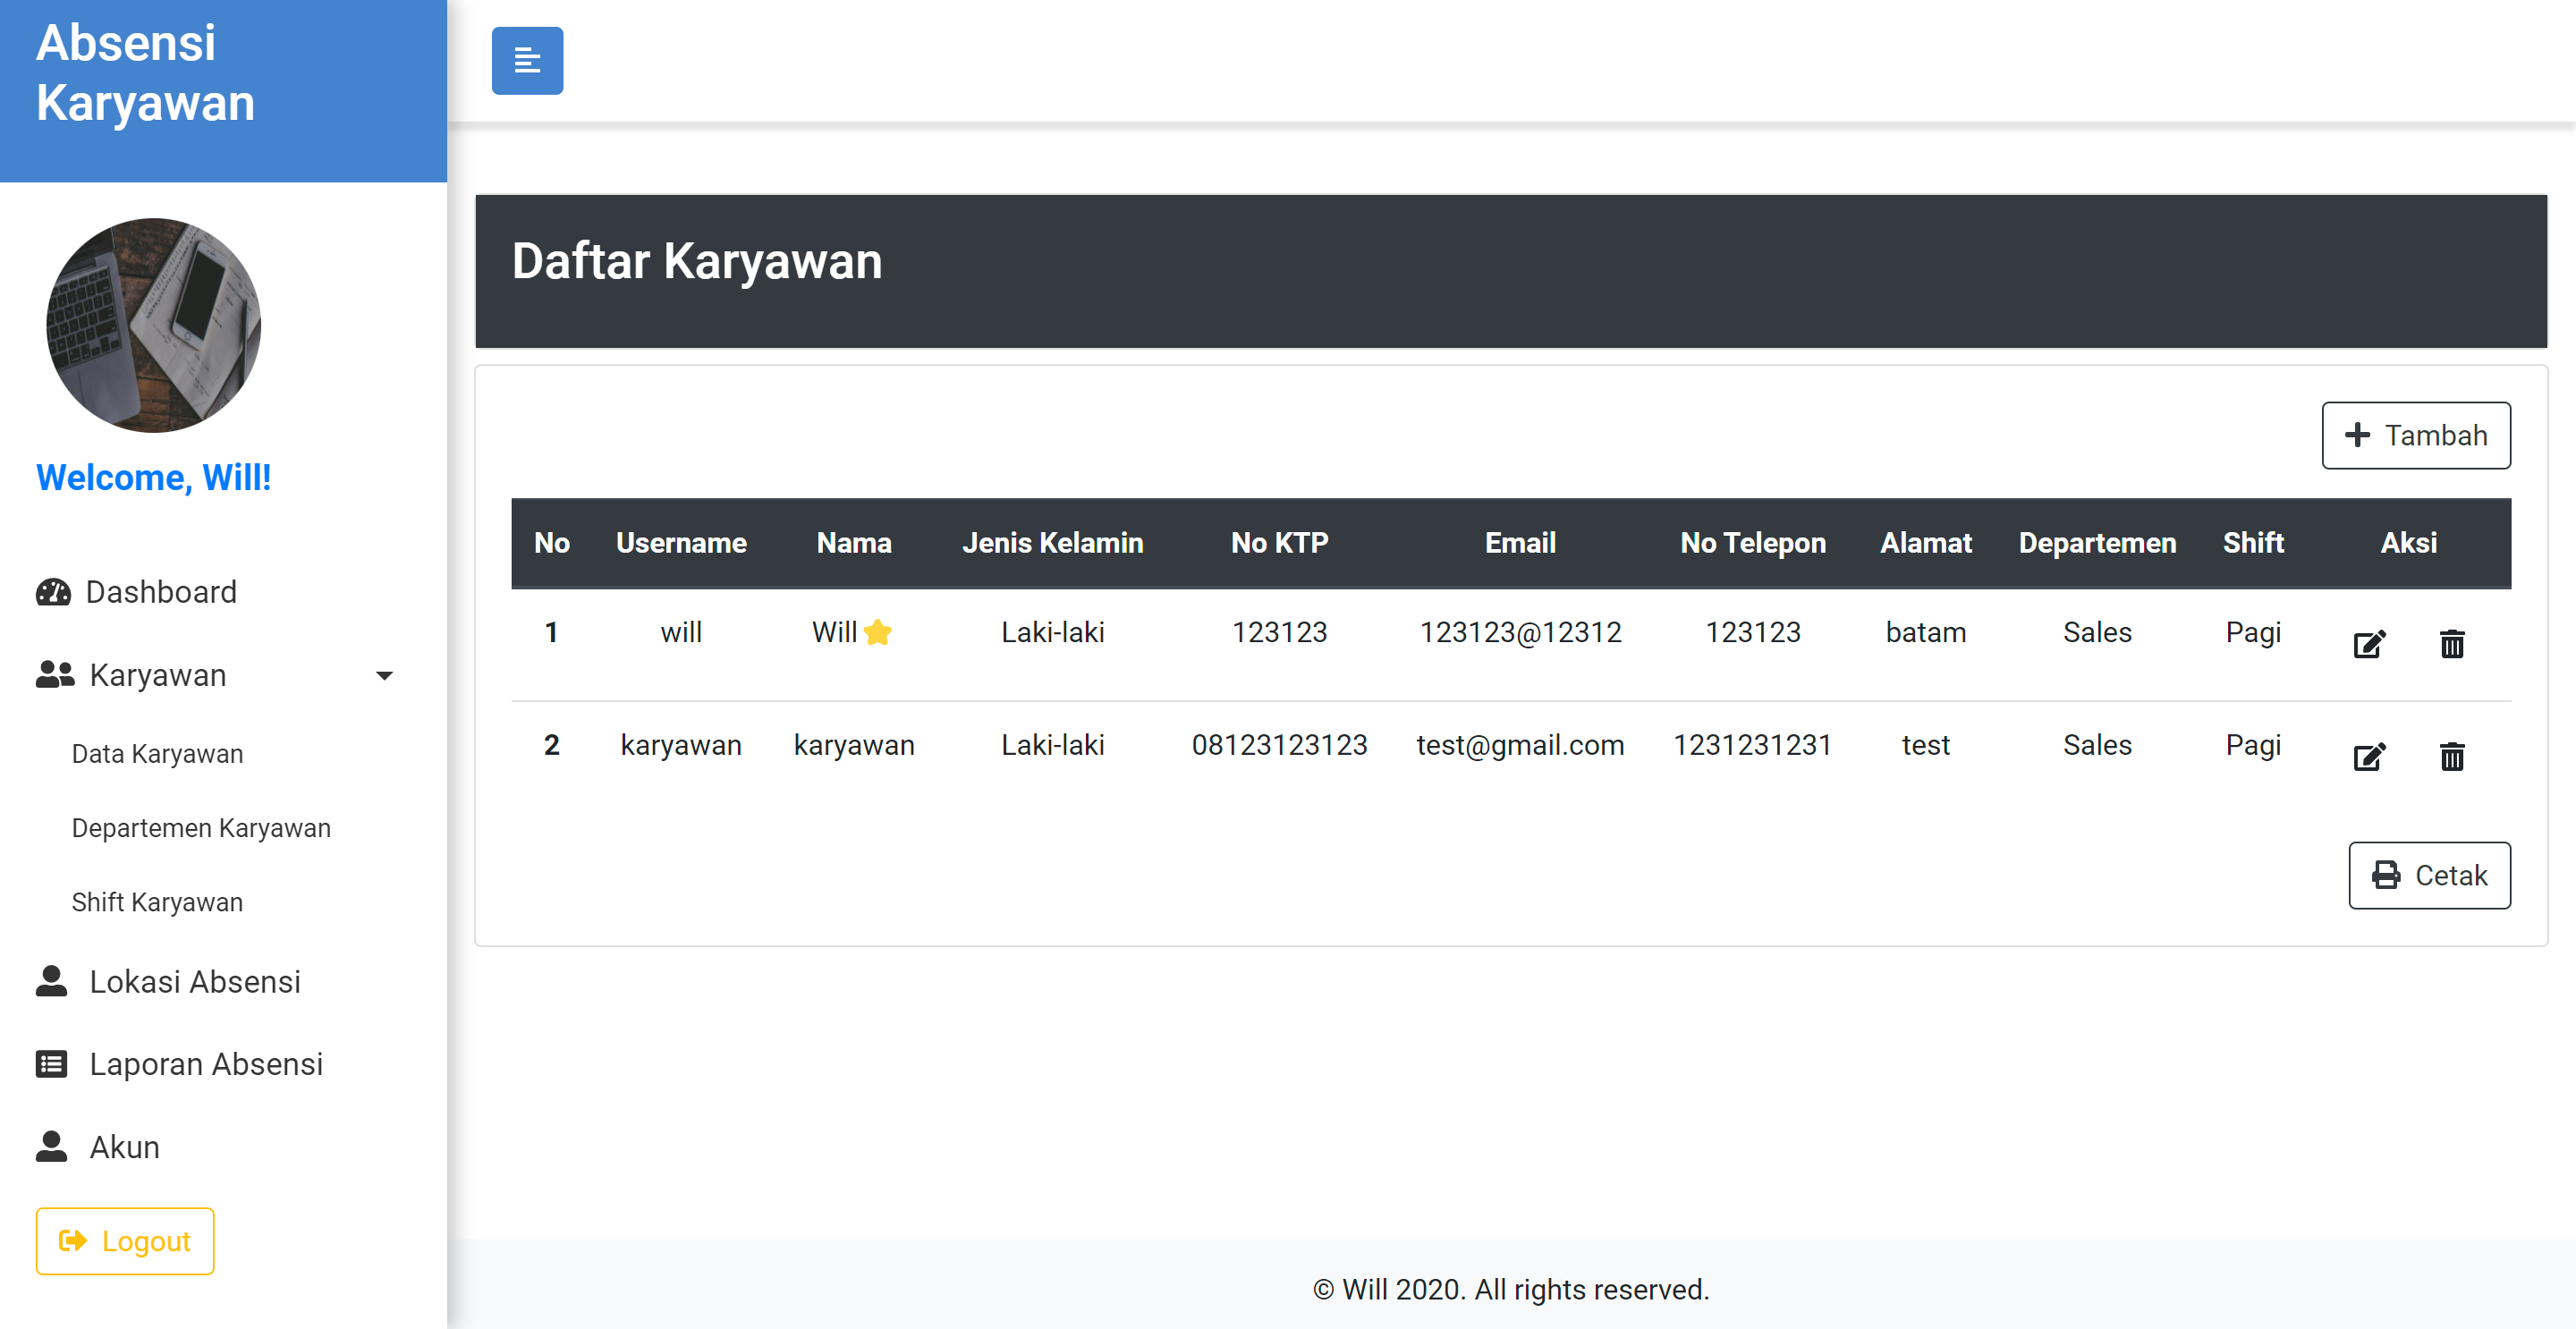 Absensi
Karyawan
Welcome, Will!
Dashboard
Karyawan
Data Karyawan
Departemen Karyawan
Shift Karyawan
Lokasi Absensi
Laporan Absensi
Akun
Logout
Daftar Karyawan
Tambah
No Username Nama Jenis Kelamin No KTP Email No Telepon Alamat Departemen Shift Aksi
1 will Will Laki-laki 123123 123123@12312 123123 batam Sales Pagi
2 karyawan karyawan Laki-laki 08123123123 test@gmail.com 1231231231 test Sales Pagi
Cetak
© Will 2020. All rights reserved.